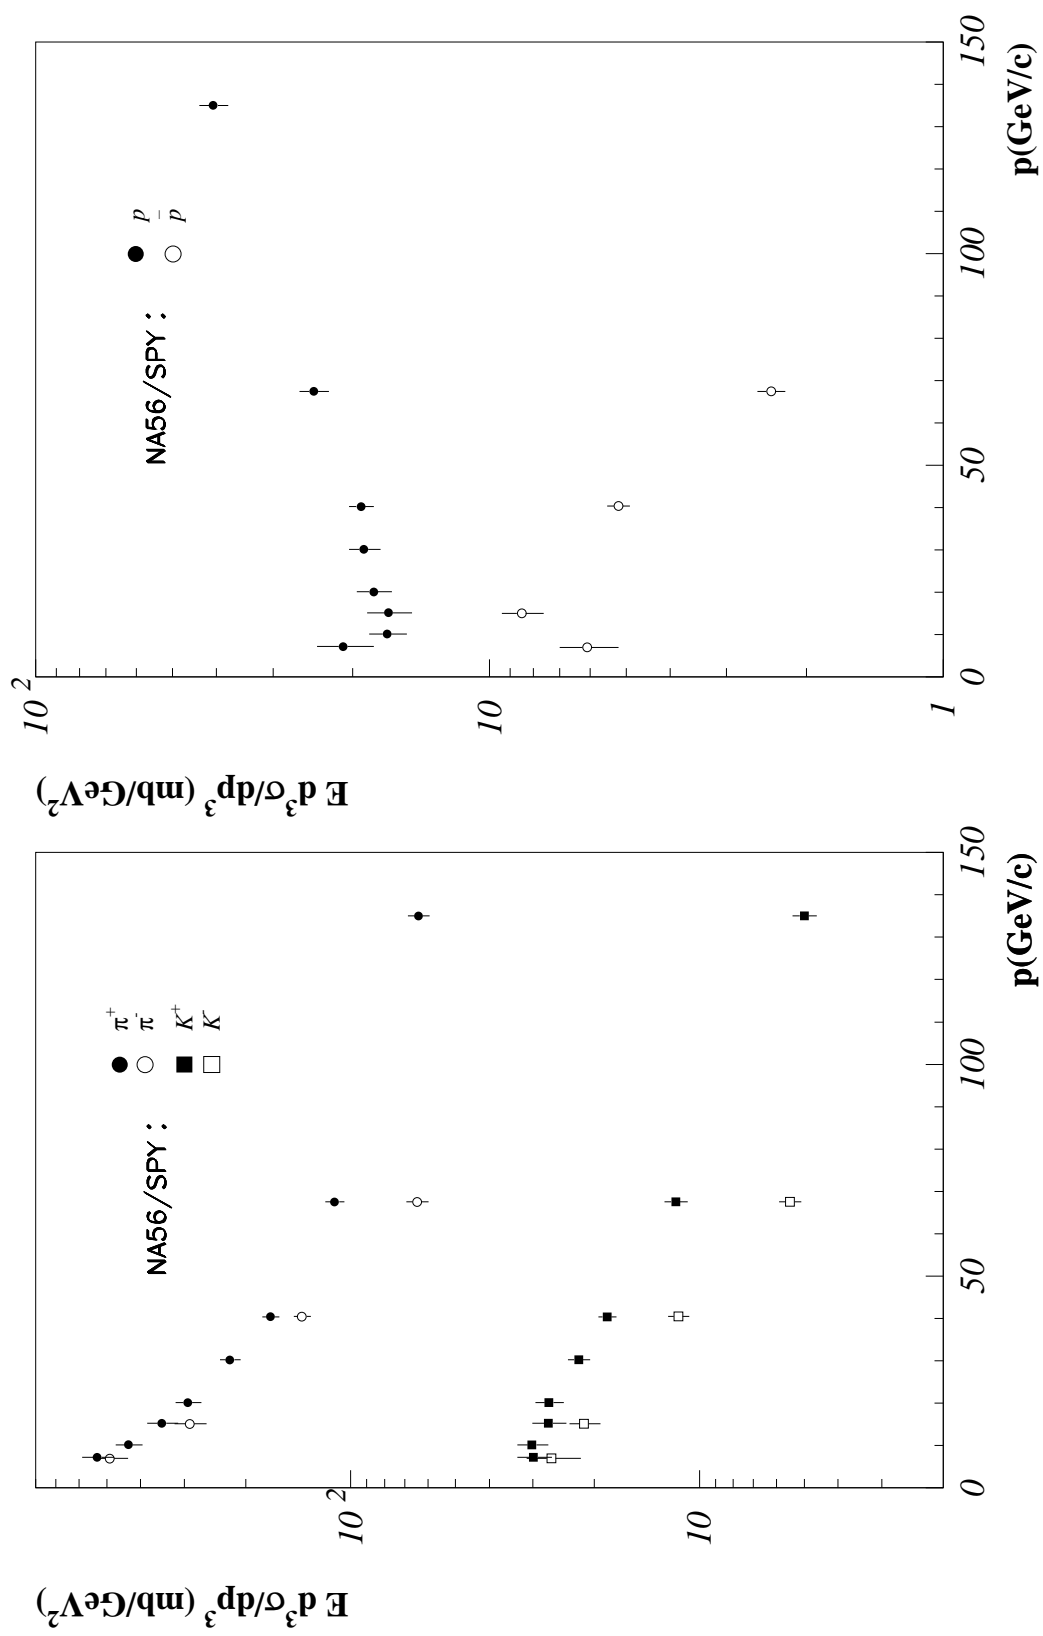 E d³σ/dp³ (mb/GeV²)
10²
10
NA56/SPY :
π⁺
π⁻
K⁺
K⁻
0
50
100
150
p(GeV/c)
E d³σ/dp³ (mb/GeV²)
10²
10
1
NA56/SPY :
p
p̅
0
50
100
150
p(GeV/c)